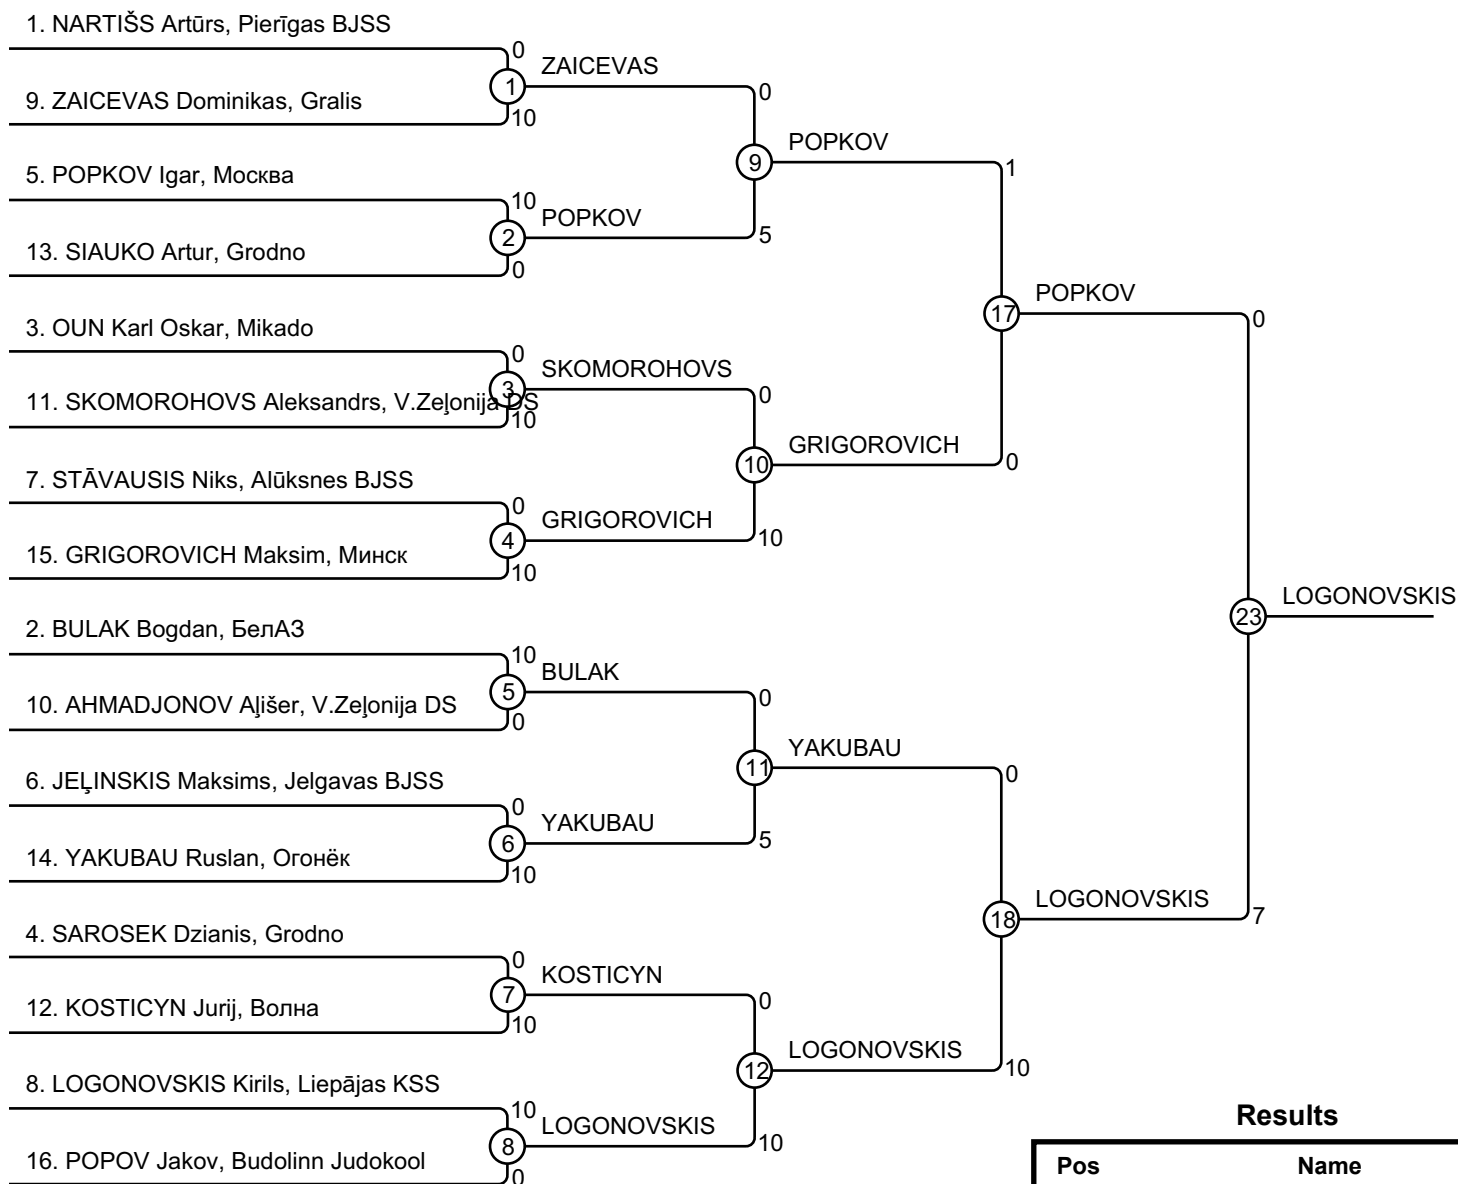 1. NARTIŠS Artūrs, Pierīgas BJSS
0
1
ZAICEVAS
9. ZAICEVAS Dominikas, Gralis
10
0
9
POPKOV
5. POPKOV Igar, Москва
10
1
2
POPKOV
5
13. SIAUKO Artur, Grodno
0
17
POPKOV
3. OUN Karl Oskar, Mikado
0
0
3
SKOMOROHOVS
11. SKOMOROHOVS Aleksandrs, V.Zeļonija DS
10
0
10
GRIGOROVICH
0
7. STĀVAUSIS Niks, Alūksnes BJSS
0
4
GRIGOROVICH
10
15. GRIGOROVICH Maksim, Минск
10
23
LOGONOVSKIS
2. BULAK Bogdan, БелАЗ
10
5
BULAK
10. AHMADJONOV Aļišer, V.Zeļonija DS
0
0
11
YAKUBAU
0
6. JEĻINSKIS Maksims, Jelgavas BJSS
0
6
YAKUBAU
5
14. YAKUBAU Ruslan, Огонёк
10
18
LOGONOVSKIS
7
4. SAROSEK Dzianis, Grodno
0
7
KOSTICYN
12. KOSTICYN Jurij, Волна
10
0
12
LOGONOVSKIS
10
8. LOGONOVSKIS Kirils, Liepājas KSS
10
8
LOGONOVSKIS
10
16. POPOV Jakov, Budolinn Judokool
0
Results
Pos Name